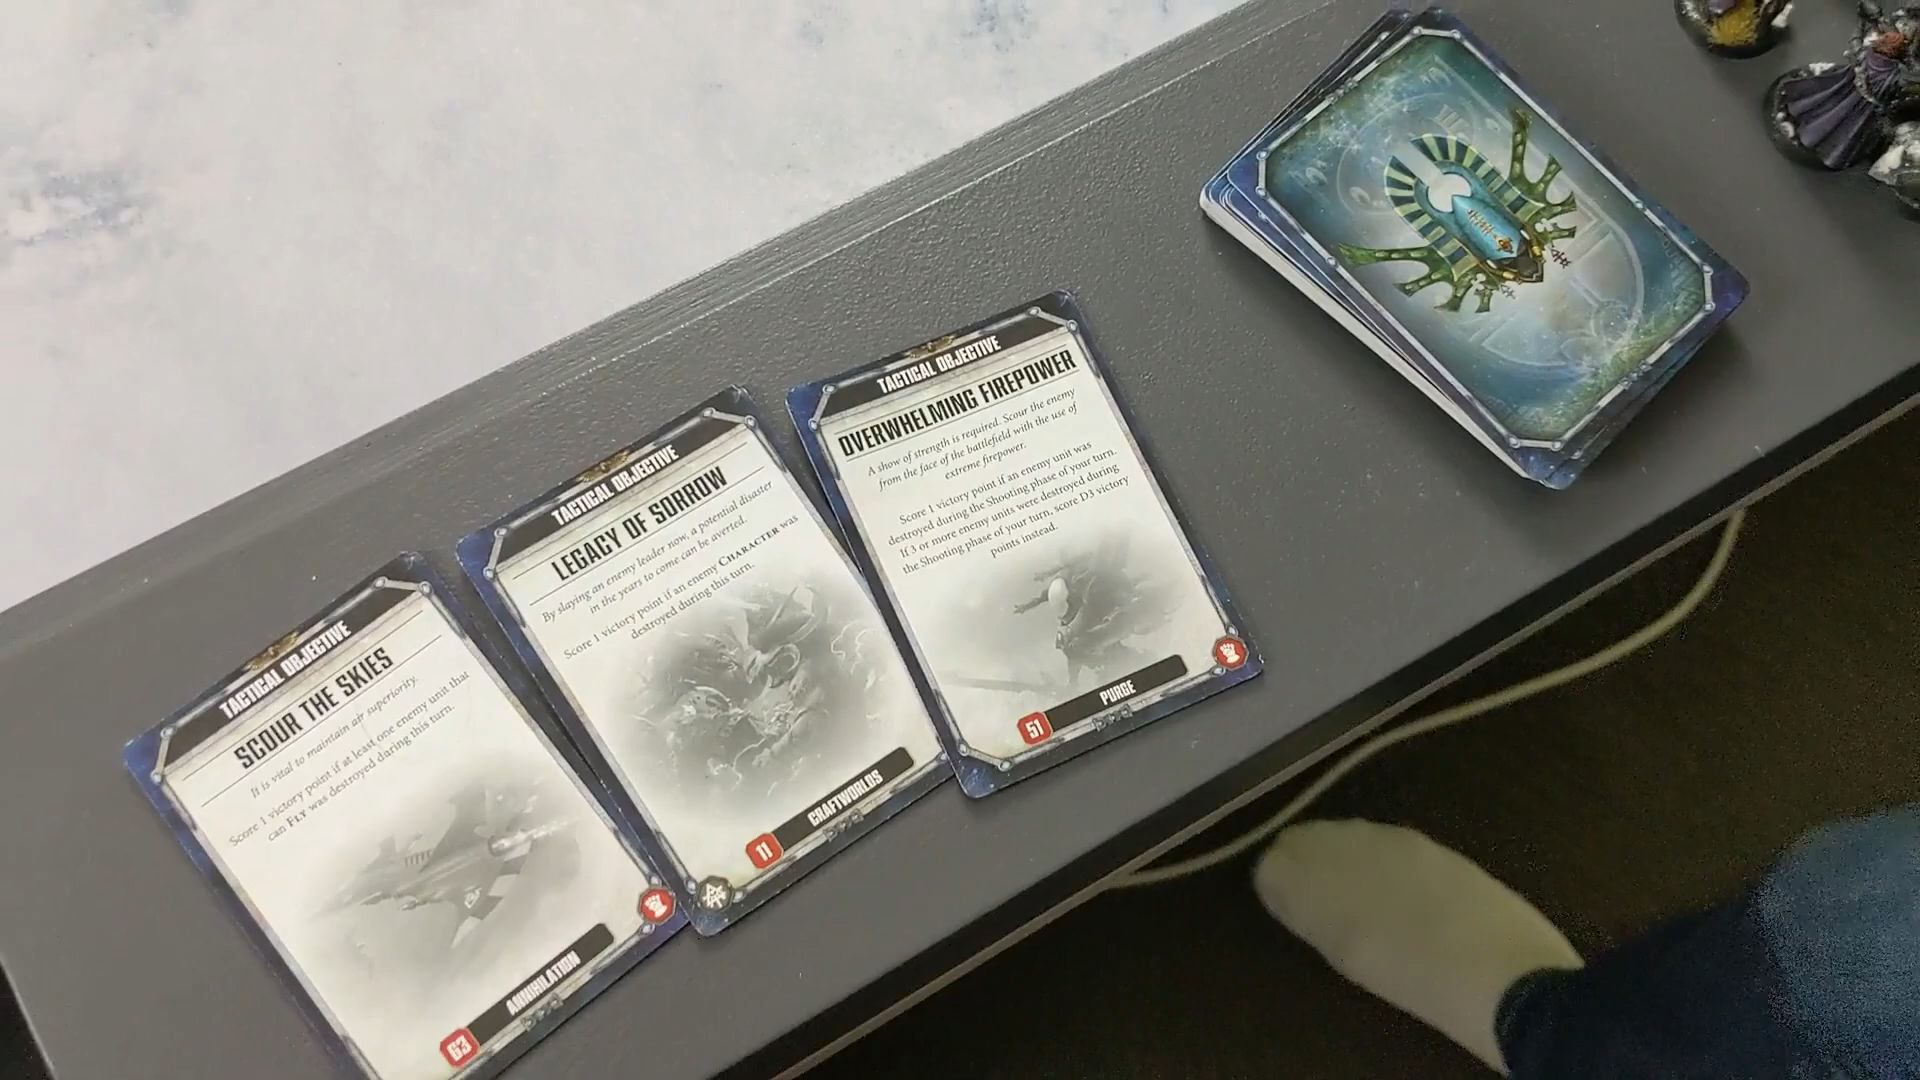 TACTICAL OBJECTIVE
SCOUR THE SKIES
It is vital to maintain air superiority.
Score 1 victory point if at least one enemy unit that
can FLY was destroyed during this turn.
ANNIHILATION
63
TACTICAL OBJECTIVE
LEGACY OF SORROW
By slaying an enemy leader now, a potential disaster
in the years to come can be averted.
Score 1 victory point if an enemy CHARACTER was
destroyed during this turn.
CRAFTWORLDS
11
TACTICAL OBJECTIVE
OVERWHELMING FIREPOWER
A show of strength is required. Scour the enemy
from the face of the battlefield with the use of
extreme firepower.
Score 1 victory point if an enemy unit was
destroyed during the Shooting phase of your turn.
If 3 or more enemy units were destroyed during
the Shooting phase of your turn, score D3 victory
points instead.
PURGE
51